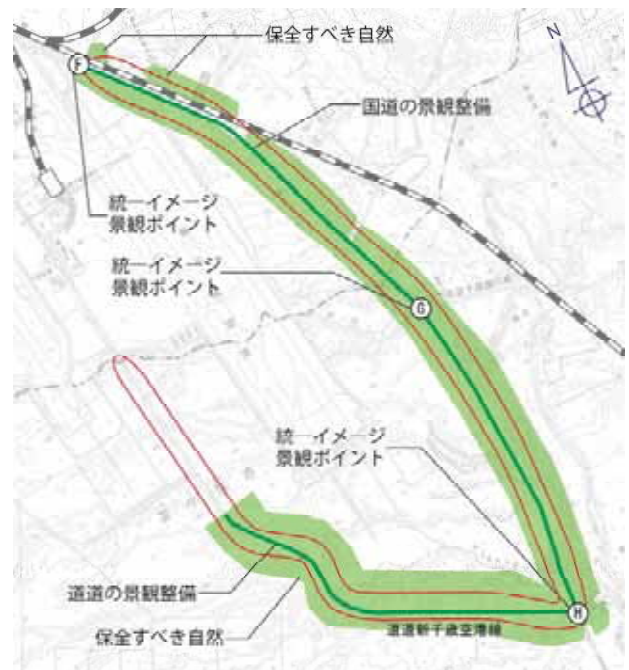 保全すべき自然
N
F
国道の景観整備
統一イメージ
景観ポイント
統一イメージ
景観ポイント
G
統一イメージ
景観ポイント
道道の景観整備
H
道道新千歳空港線
保全すべき自然